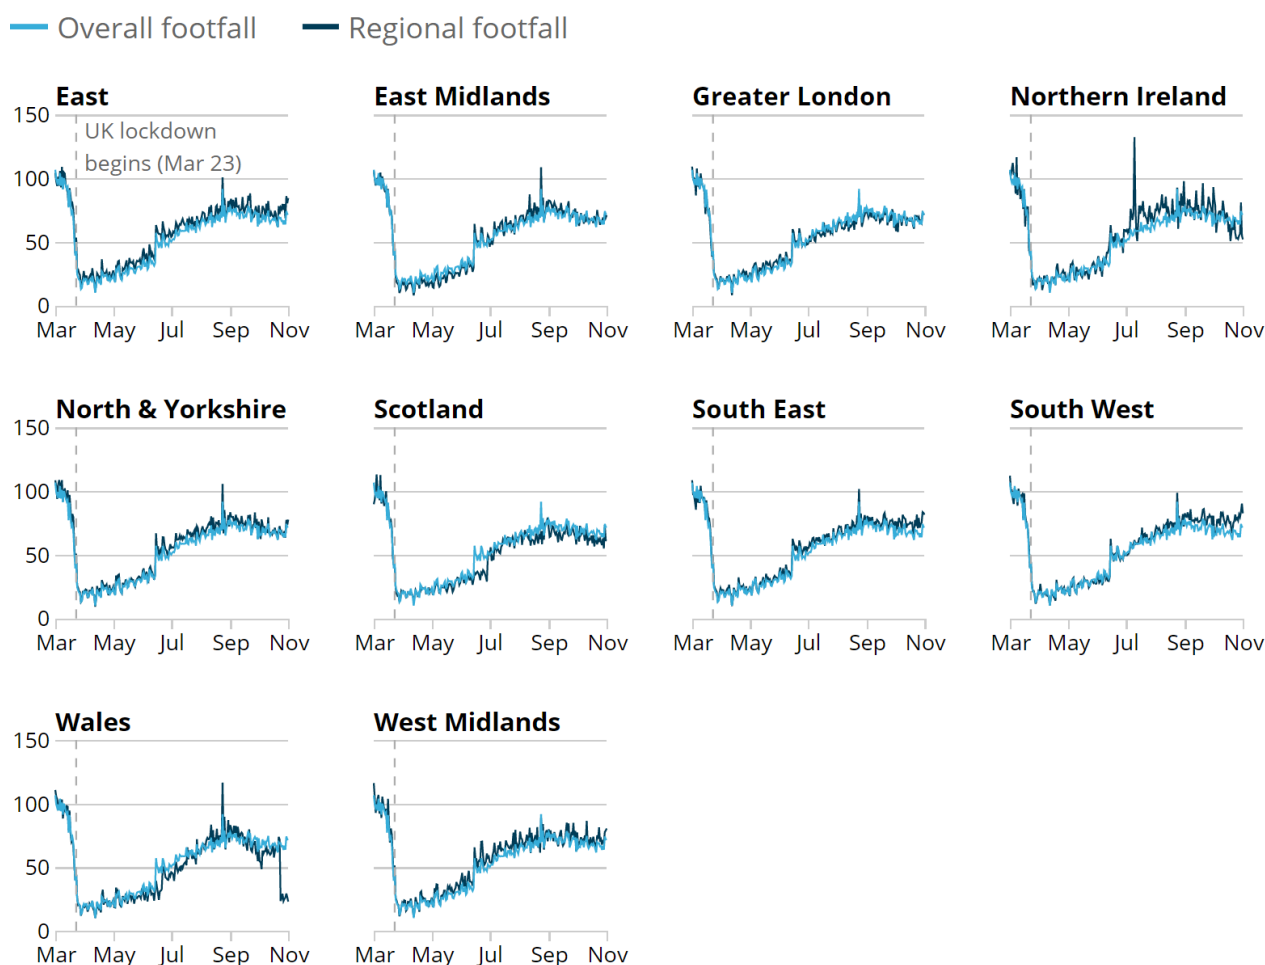 Overall footfall Regional footfall
East East Midlands Greater London Northern Ireland
150
UK lockdown
begins (Mar 23)
100
50
0
Mar May Jul Sep Nov Mar May Jul Sep Nov Mar May Jul Sep Nov Mar May Jul Sep Nov
North & Yorkshire Scotland South East South West
150
100
50
0
Mar May Jul Sep Nov Mar May Jul Sep Nov Mar May Jul Sep Nov Mar May Jul Sep Nov
Wales West Midlands
150
100
50
0
Mar May Jul Sep Nov Mar May Jul Sep Nov